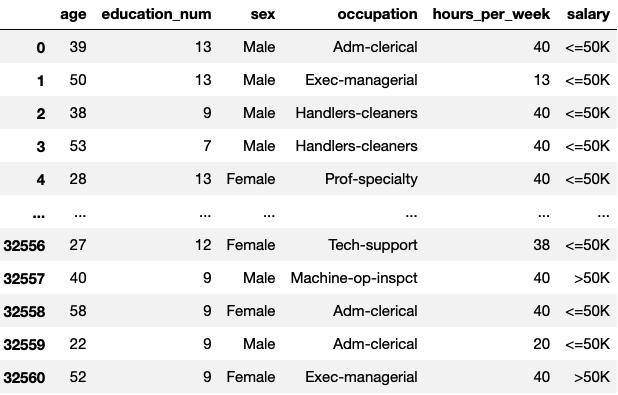 age education_num sex occupation hours_per_week salary
0 39 13 Male Adm-clerical 40 <=50K
1 50 13 Male Exec-managerial 13 <=50K
2 38 9 Male Handlers-cleaners 40 <=50K
3 53 7 Male Handlers-cleaners 40 <=50K
4 28 13 Female Prof-specialty 40 <=50K
... ... ... ... ... ... ...
32556 27 12 Female Tech-support 38 <=50K
32557 40 9 Male Machine-op-inspct 40 >50K
32558 58 9 Female Adm-clerical 40 <=50K
32559 22 9 Male Adm-clerical 20 <=50K
32560 52 9 Female Exec-managerial 40 >50K